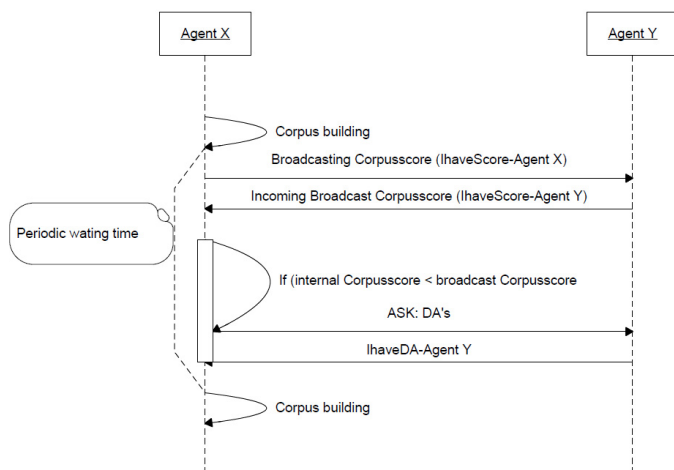 Agent X
Agent Y
Corpus building
Broadcasting Corpusscore (IhaveScore-Agent X)
Incoming Broadcast Corpusscore (IhaveScore-Agent Y)
Periodic wating time
If (internal Corpusscore < broadcast Corpusscore
ASK: DA's
IhaveDA-Agent Y
Corpus building